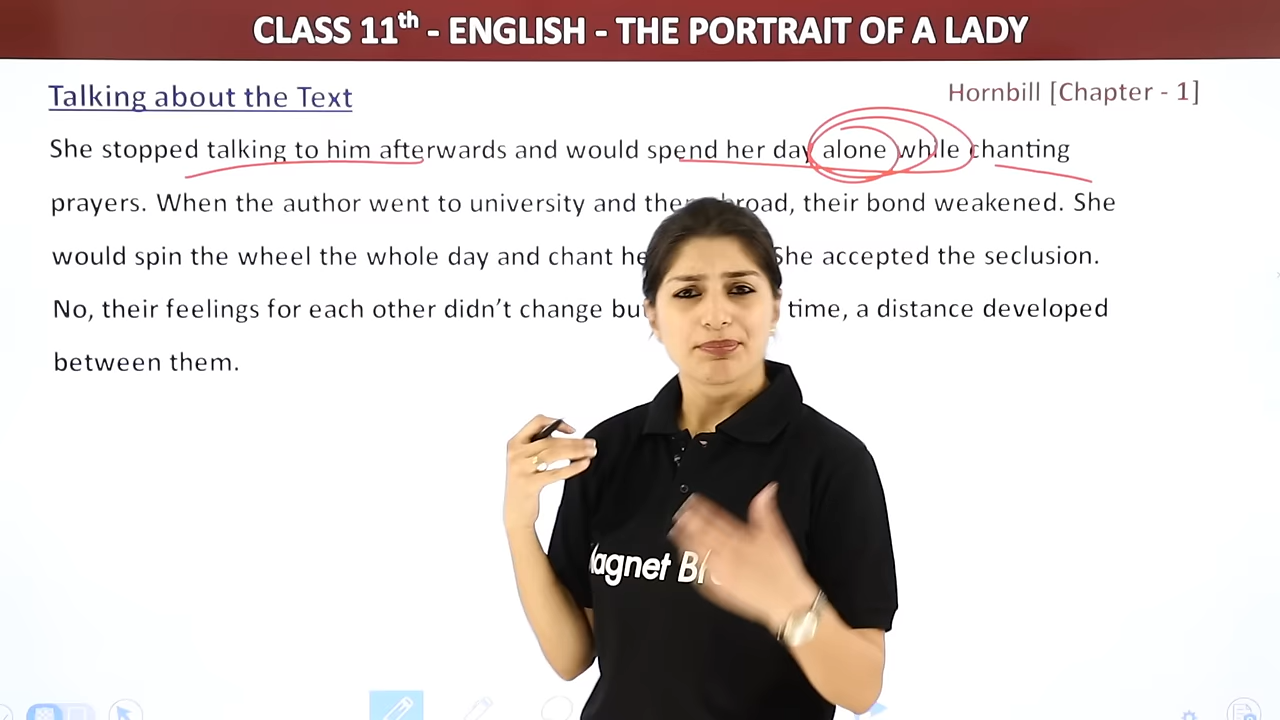 CLASS 11th - ENGLISH - THE PORTRAIT OF A LADY
Talking about the Text
Hornbill [Chapter - 1]
She stopped talking to him afterwards and would spend her day alone while chanting
prayers. When the author went to university and then abroad, their bond weakened. She
would spin the wheel the whole day and chant She accepted the seclusion.
No, their feelings for each other didn't change time, a distance developed
between them.
agnet